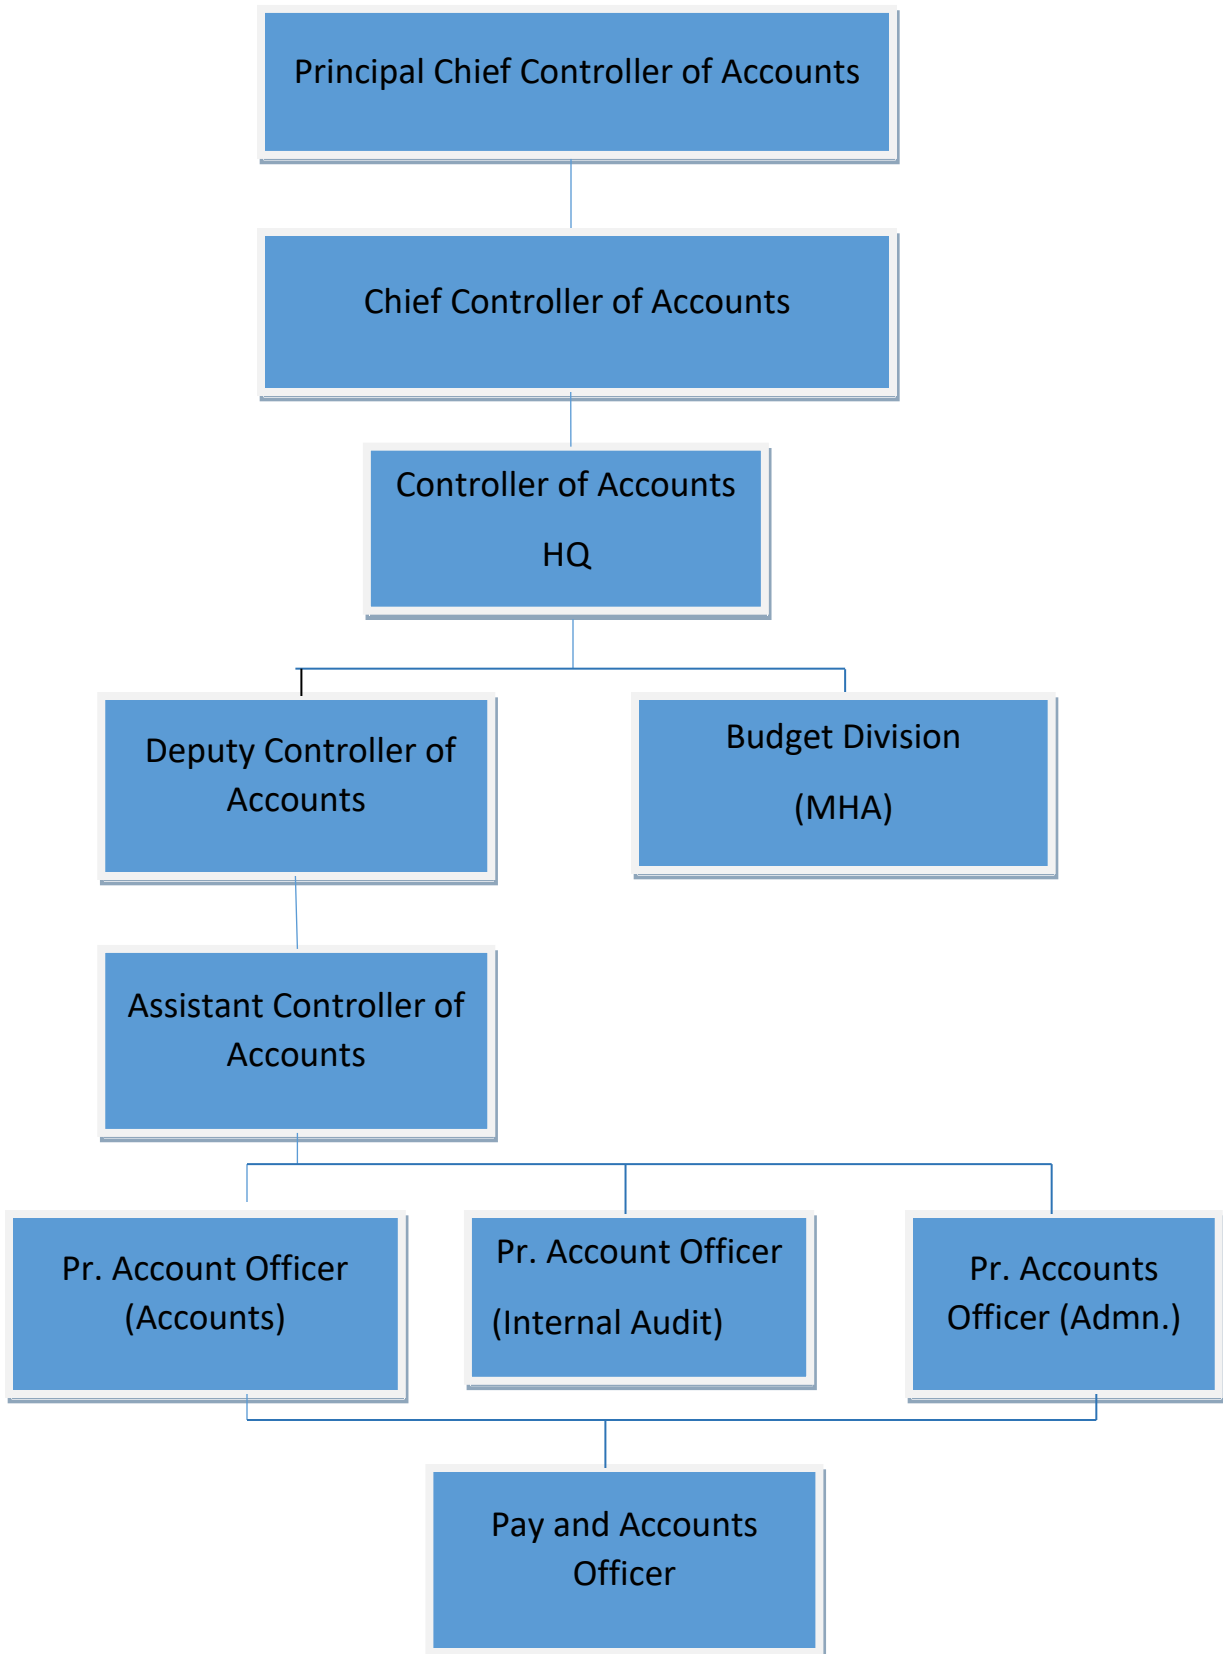 Principal Chief Controller of Accounts
Chief Controller of Accounts
Controller of Accounts
HQ
Deputy Controller of
Accounts
Budget Division
(MHA)
Assistant Controller of
Accounts
Pr. Account Officer
(Accounts)
Pr. Account Officer
(Internal Audit)
Pr. Accounts
Officer (Admn.)
Pay and Accounts
Officer